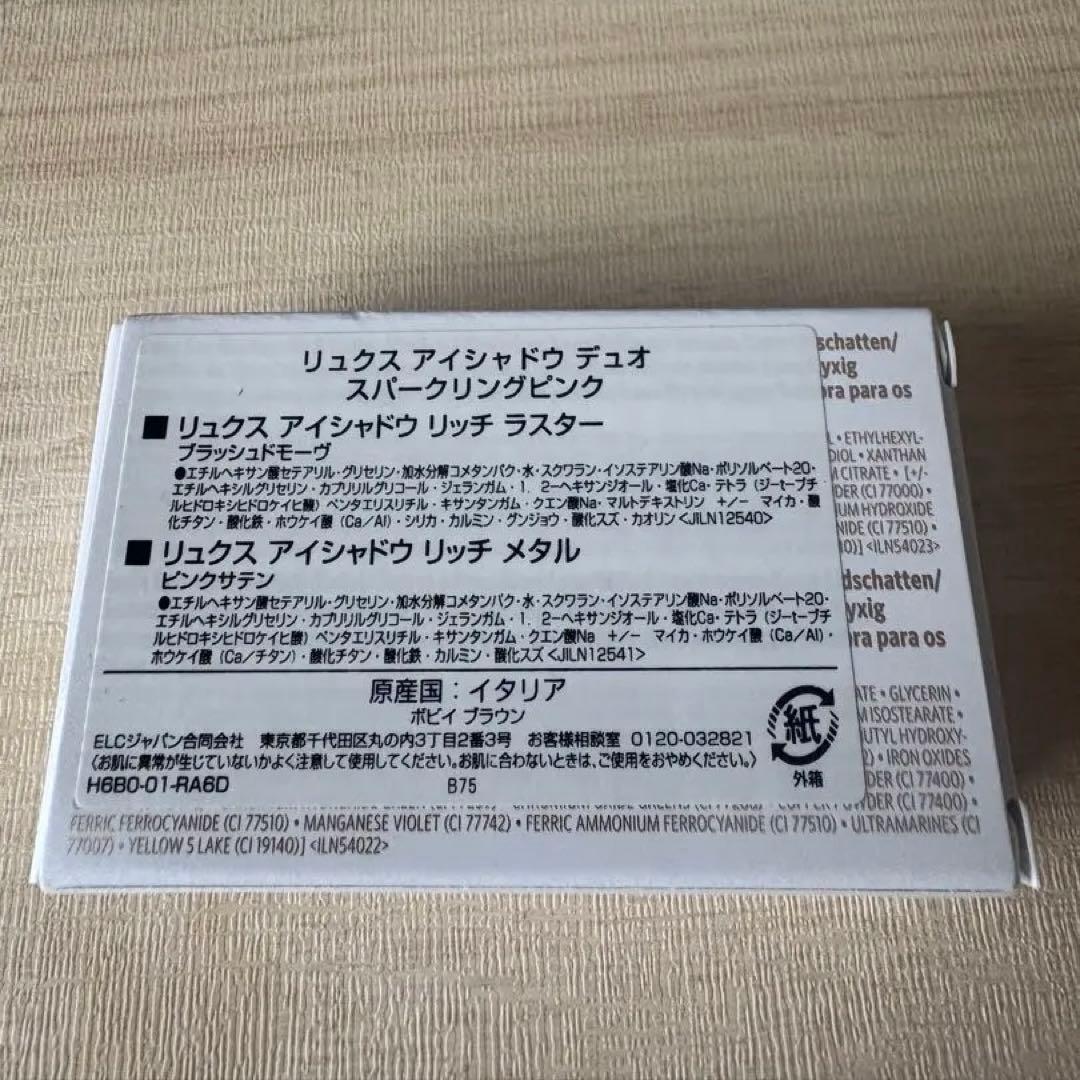 リュクス アイシャドウ デュオ
スパークリングピンク
■ リュクス アイシャドウ リッチ ラスター
ブラッシュドモーヴ
●エチルヘキサン酸セテアリル・グリセリン・加水分解コメタンパク・水・スクワラン・イソステアリン酸Na・ポリソルベート20・
エチルヘキシルグリセリン・カプリリルグリコール・ジェランガム・1，2−ヘキサンジオール・塩化Ca・テトラ（ジーt−ブチ
ルヒドロキシヒドロケイヒ酸）ペンタエリスリチル・キサンタンガム・クエン酸Na・マルトデキストリン +/− マイカ・酸
化チタン・酸化鉄・ホウケイ酸（Ca/Al）・シリカ・カルミン・グンジョウ・酸化スズ・カオリン<JILN12540>
■ リュクス アイシャドウ リッチ メタル
ピンクサテン
●エチルヘキサン酸セテアリル・グリセリン・加水分解コメタンパク・水・スクワラン・イソステアリン酸Na・ポリソルベート20・
エチルヘキシルグリセリン・カプリリルグリコール・ジェランガム・1，2−ヘキサンジオール・塩化Ca・テトラ（ジーt−ブチ
ルヒドロキシヒドロケイヒ酸）ペンタエリスリチル・キサンタンガム・クエン酸Na +/− マイカ・ホウケイ酸（Ca/Al）・
ホウケイ酸（Ca/チタン）・酸化チタン・酸化鉄・カルミン・酸化スズ<JILN12541>
原産国：イタリア
ボビイ ブラウン
ELCジャパン合同会社 東京都千代田区丸の内3丁目2番3号 お客様相談室 0120-032821
〈お肌に異常が生じていないかよく注意して使用してください。お肌に合わないときは、ご使用をおやめください。〉
H6B0-01-RA6D B75
紙
外箱
schatten/
yxig
ora para os
L • ETHYLHEXYL-
DIOL • XANTHAN
M CITRATE • [+/-
DER (CI 77000) •
IUM HYDROXIDE
NIDE (CI 77510) •
0)] <ILN54023>
dschatten/
yxig
ora para os
ATE • GLYCERIN •
M ISOSTEARATE •
UTYL HYDROXY-
) • IRON OXIDES
DER (CI 77400) •
FERRIC FERROCYANIDE (CI 77510) • MANGANESE VIOLET (CI 77742) • FERRIC AMMONIUM FERROCYANIDE (CI 77510) • ULTRAMARINES (CI
77007) • YELLOW 5 LAKE (CI 19140)] <ILN54022>